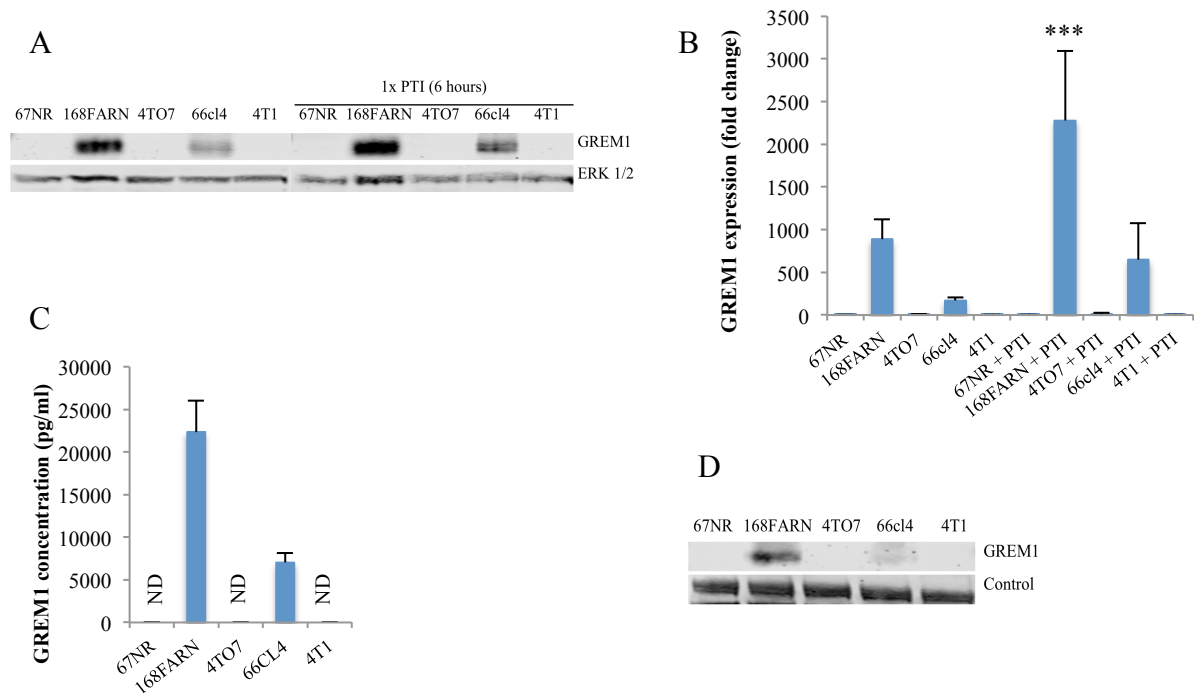 A
1x PTI (6 hours)
67NR 168FARN 4TO7 66cl4 4T1 67NR 168FARN 4TO7 66cl4 4T1
GREM1
ERK 1/2
B
GREM1 expression (fold change)
3500
3000
2500
2000
1500
1000
500
0
***
67NR
168FARN
4TO7
66cl4
4T1
67NR + PTI
168FARN + PTI
4TO7 + PTI
66cl4 + PTI
4T1 + PTI
C
GREM1 concentration (pg/ml)
30000
25000
20000
15000
10000
5000
0
ND
ND
ND
67NR
168FARN
4TO7
66CL4
4T1
D
67NR 168FARN 4TO7 66cl4 4T1
GREM1
Control